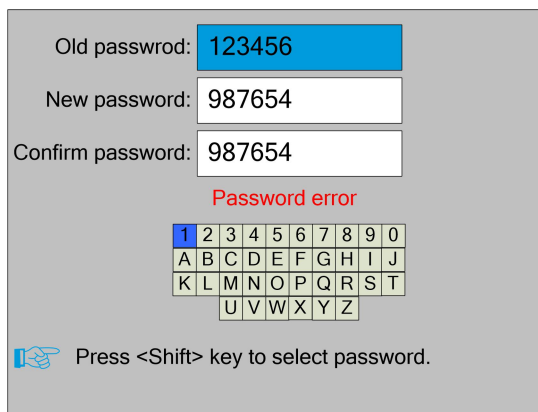 Old passwrod: 123456
New password: 987654
Confirm password: 987654
Password error
1 2 3 4 5 6 7 8 9 0
A B C D E F G H I J
K L M N O P Q R S T
U V W X Y Z
Press <Shift> key to select password.